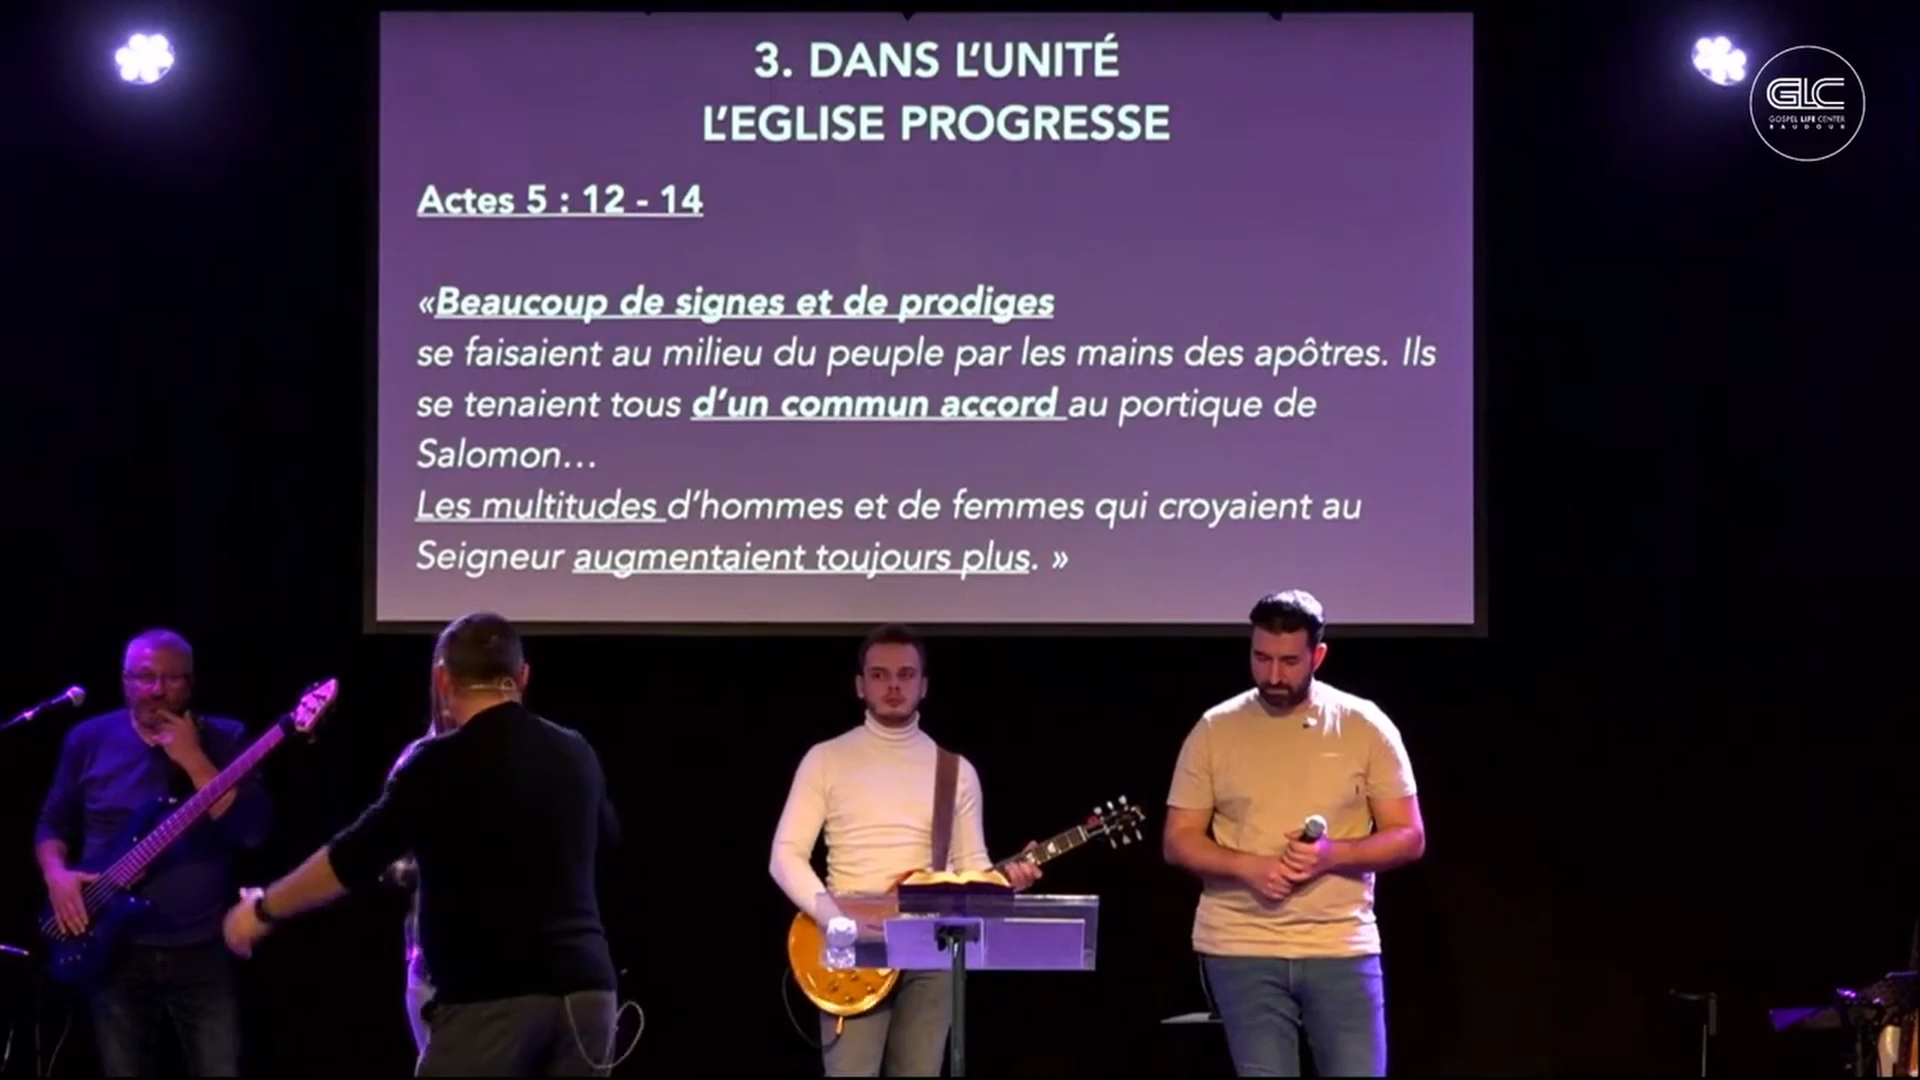 3. DANS L'UNITÉ
L'EGLISE PROGRESSE
Actes 5 : 12 - 14
«Beaucoup de signes et de prodiges
se faisaient au milieu du peuple par les mains des apôtres. Ils
se tenaient tous d'un commun accord au portique de
Salomon…
Les multitudes d'hommes et de femmes qui croyaient au
Seigneur augmentaient toujours plus. »
GLC
GOSPEL LIFE CENTER
BAUDOUR